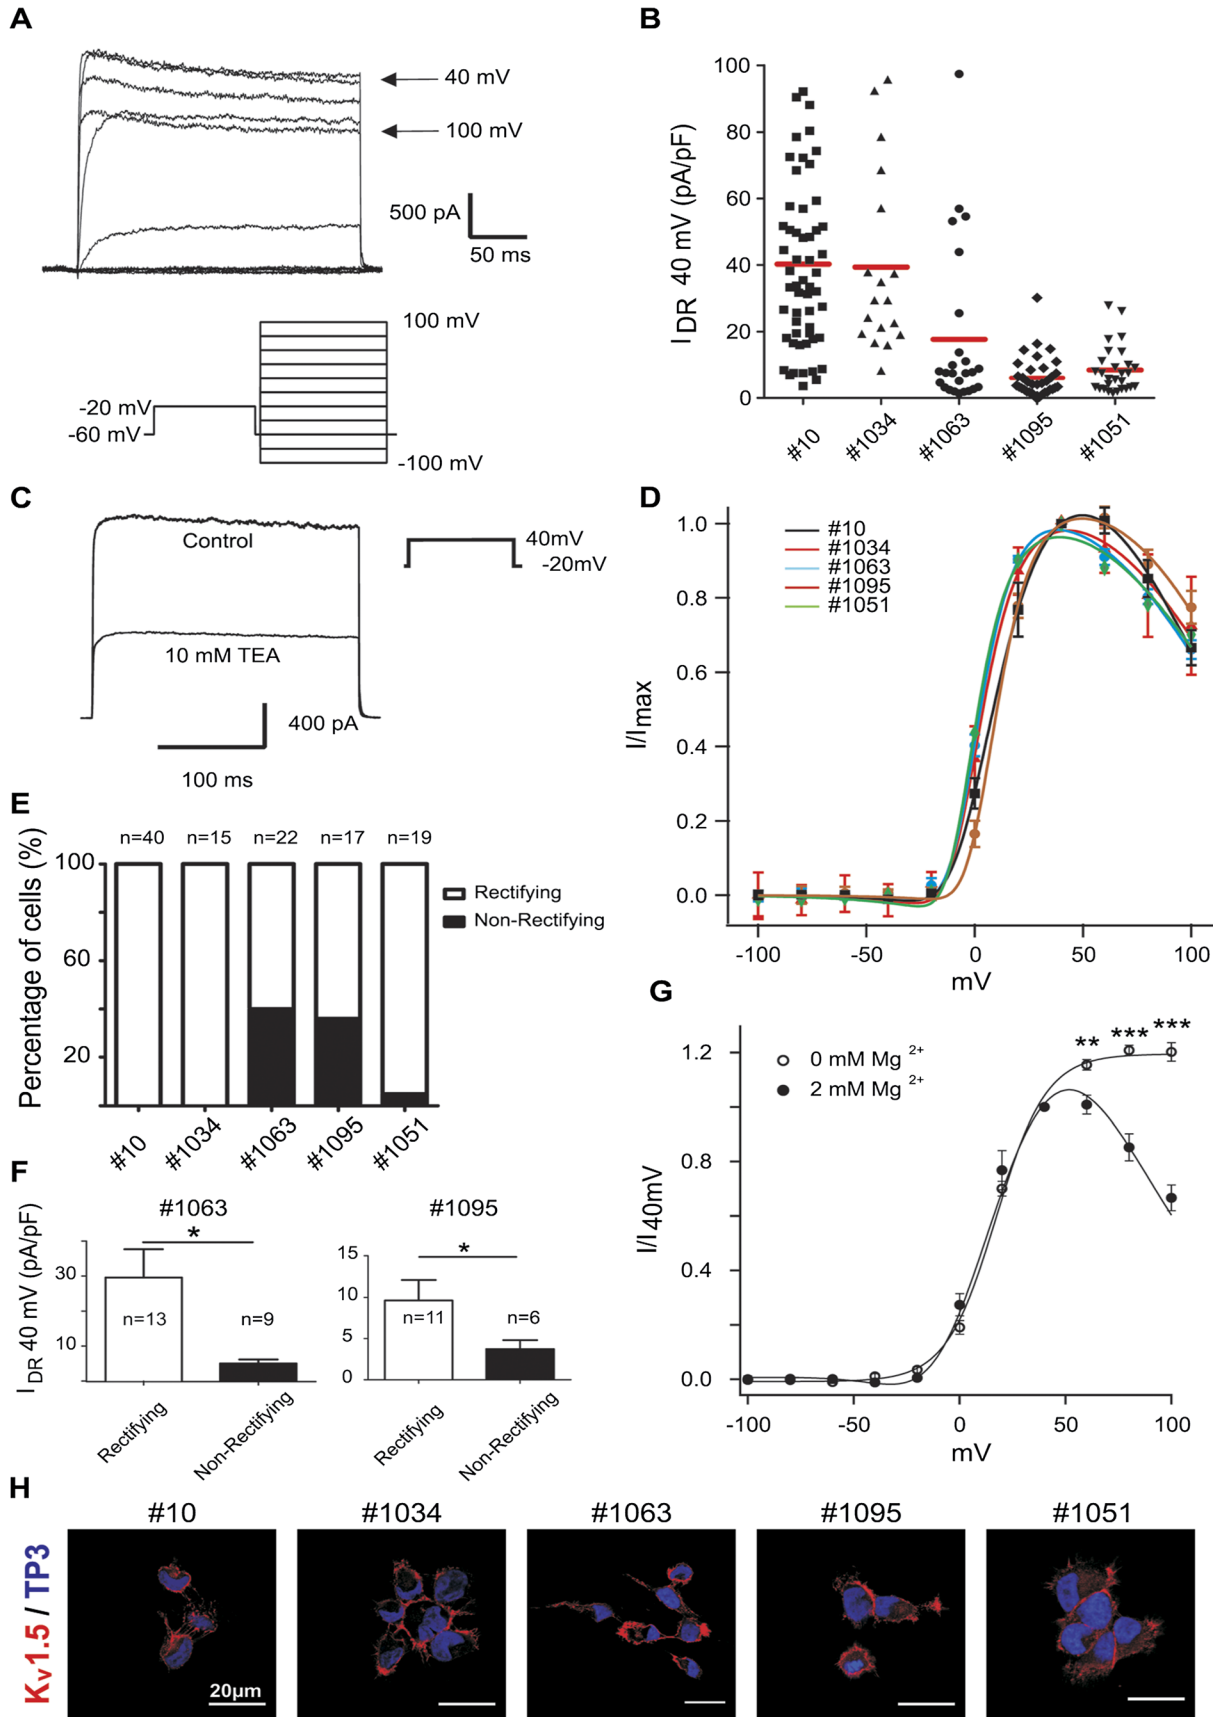 A
40 mV
100 mV
500 pA
50 ms
100 mV
-20 mV
-60 mV
-100 mV
B
I DR 40 mV (pA/pF)
100
80
60
40
20
0
#10
#1034
#1063
#1095
#1051
C
Control
10 mM TEA
40mV
-20mV
400 pA
100 ms
D
#10
#1034
#1063
#1095
#1051
I/Imax
1.0
0.8
0.6
0.4
0.2
0.0
-100
-50
0
50
100
mV
E
n=40
n=15
n=22
n=17
n=19
Percentage of cells (%)
100
60
20
Rectifying
Non-Rectifying
#10
#1034
#1063
#1095
#1051
F
I DR 40 mV (pA/pF)
#1063
*
30
10
n=13
n=9
Rectifying
Non-Rectifying
#1095
*
15
10
5
0
n=11
n=6
Rectifying
Non-Rectifying
G
0 mM Mg 2+
2 mM Mg 2+
**
***
***
I/I40mV
1.2
0.8
0.4
0.0
-100
-50
0
50
100
mV
H
#10
#1034
#1063
#1095
#1051
Kv1.5 / TP3
20µm